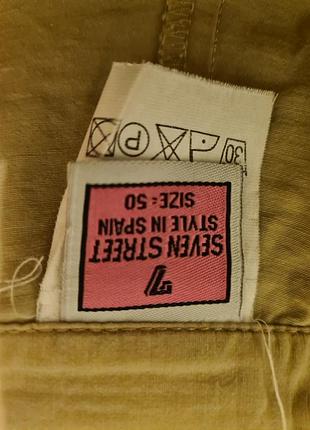 7
SEVEN STREET
STYLE IN SPAIN
SIZE: 50
30
P